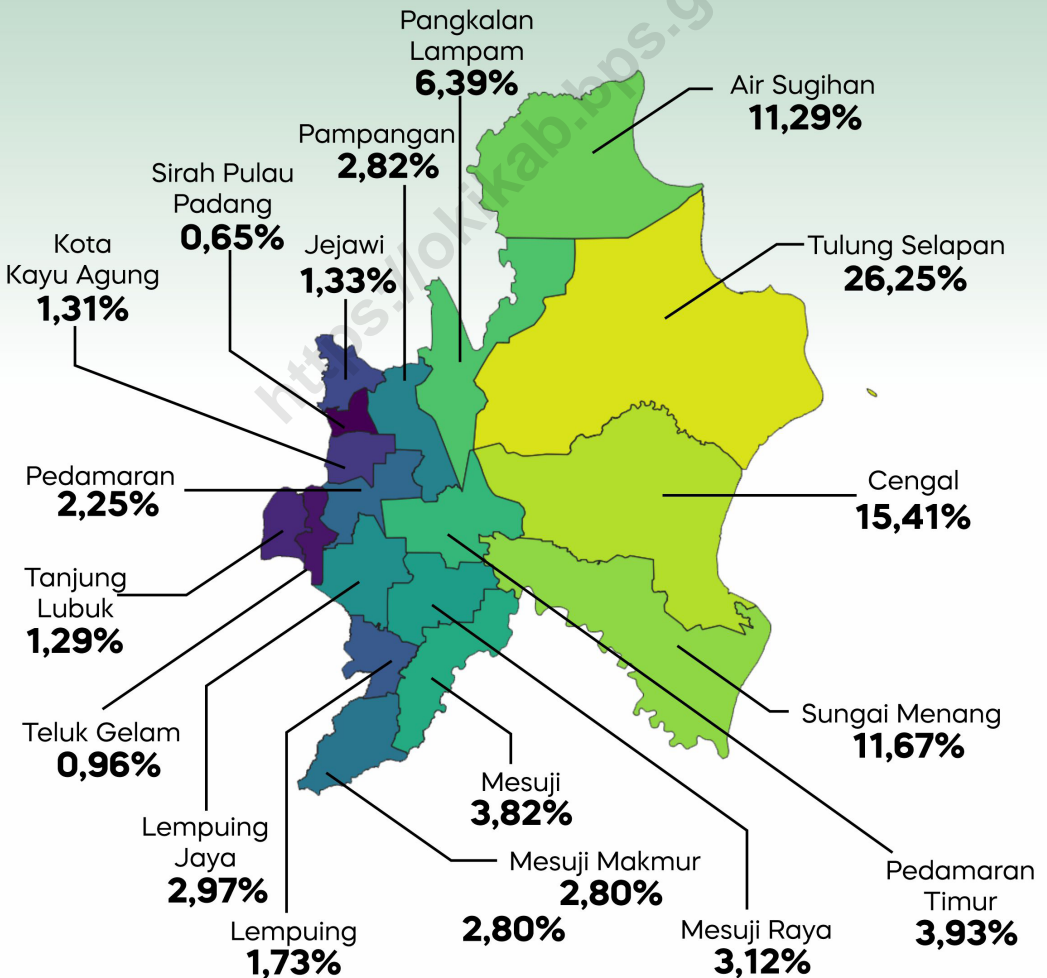 Pangkalan
Lampam
6,39%
Air Sugihan
11,29%
Pampangan
2,82%
Sirah Pulau
Padang
0,65%
Jejawi
1,33%
Kota
Kayu Agung
1,31%
Tulung Selapan
26,25%
Pedamaran
2,25%
Cengal
15,41%
Tanjung
Lubuk
1,29%
Teluk Gelam
0,96%
Sungai Menang
11,67%
Mesuji
3,82%
Lempuing
Jaya
2,97%
Mesuji Makmur
2,80%
2,80%
Pedamaran
Timur
3,93%
Lempuing
1,73%
Mesuji Raya
3,12%
https://okikab.bps.g